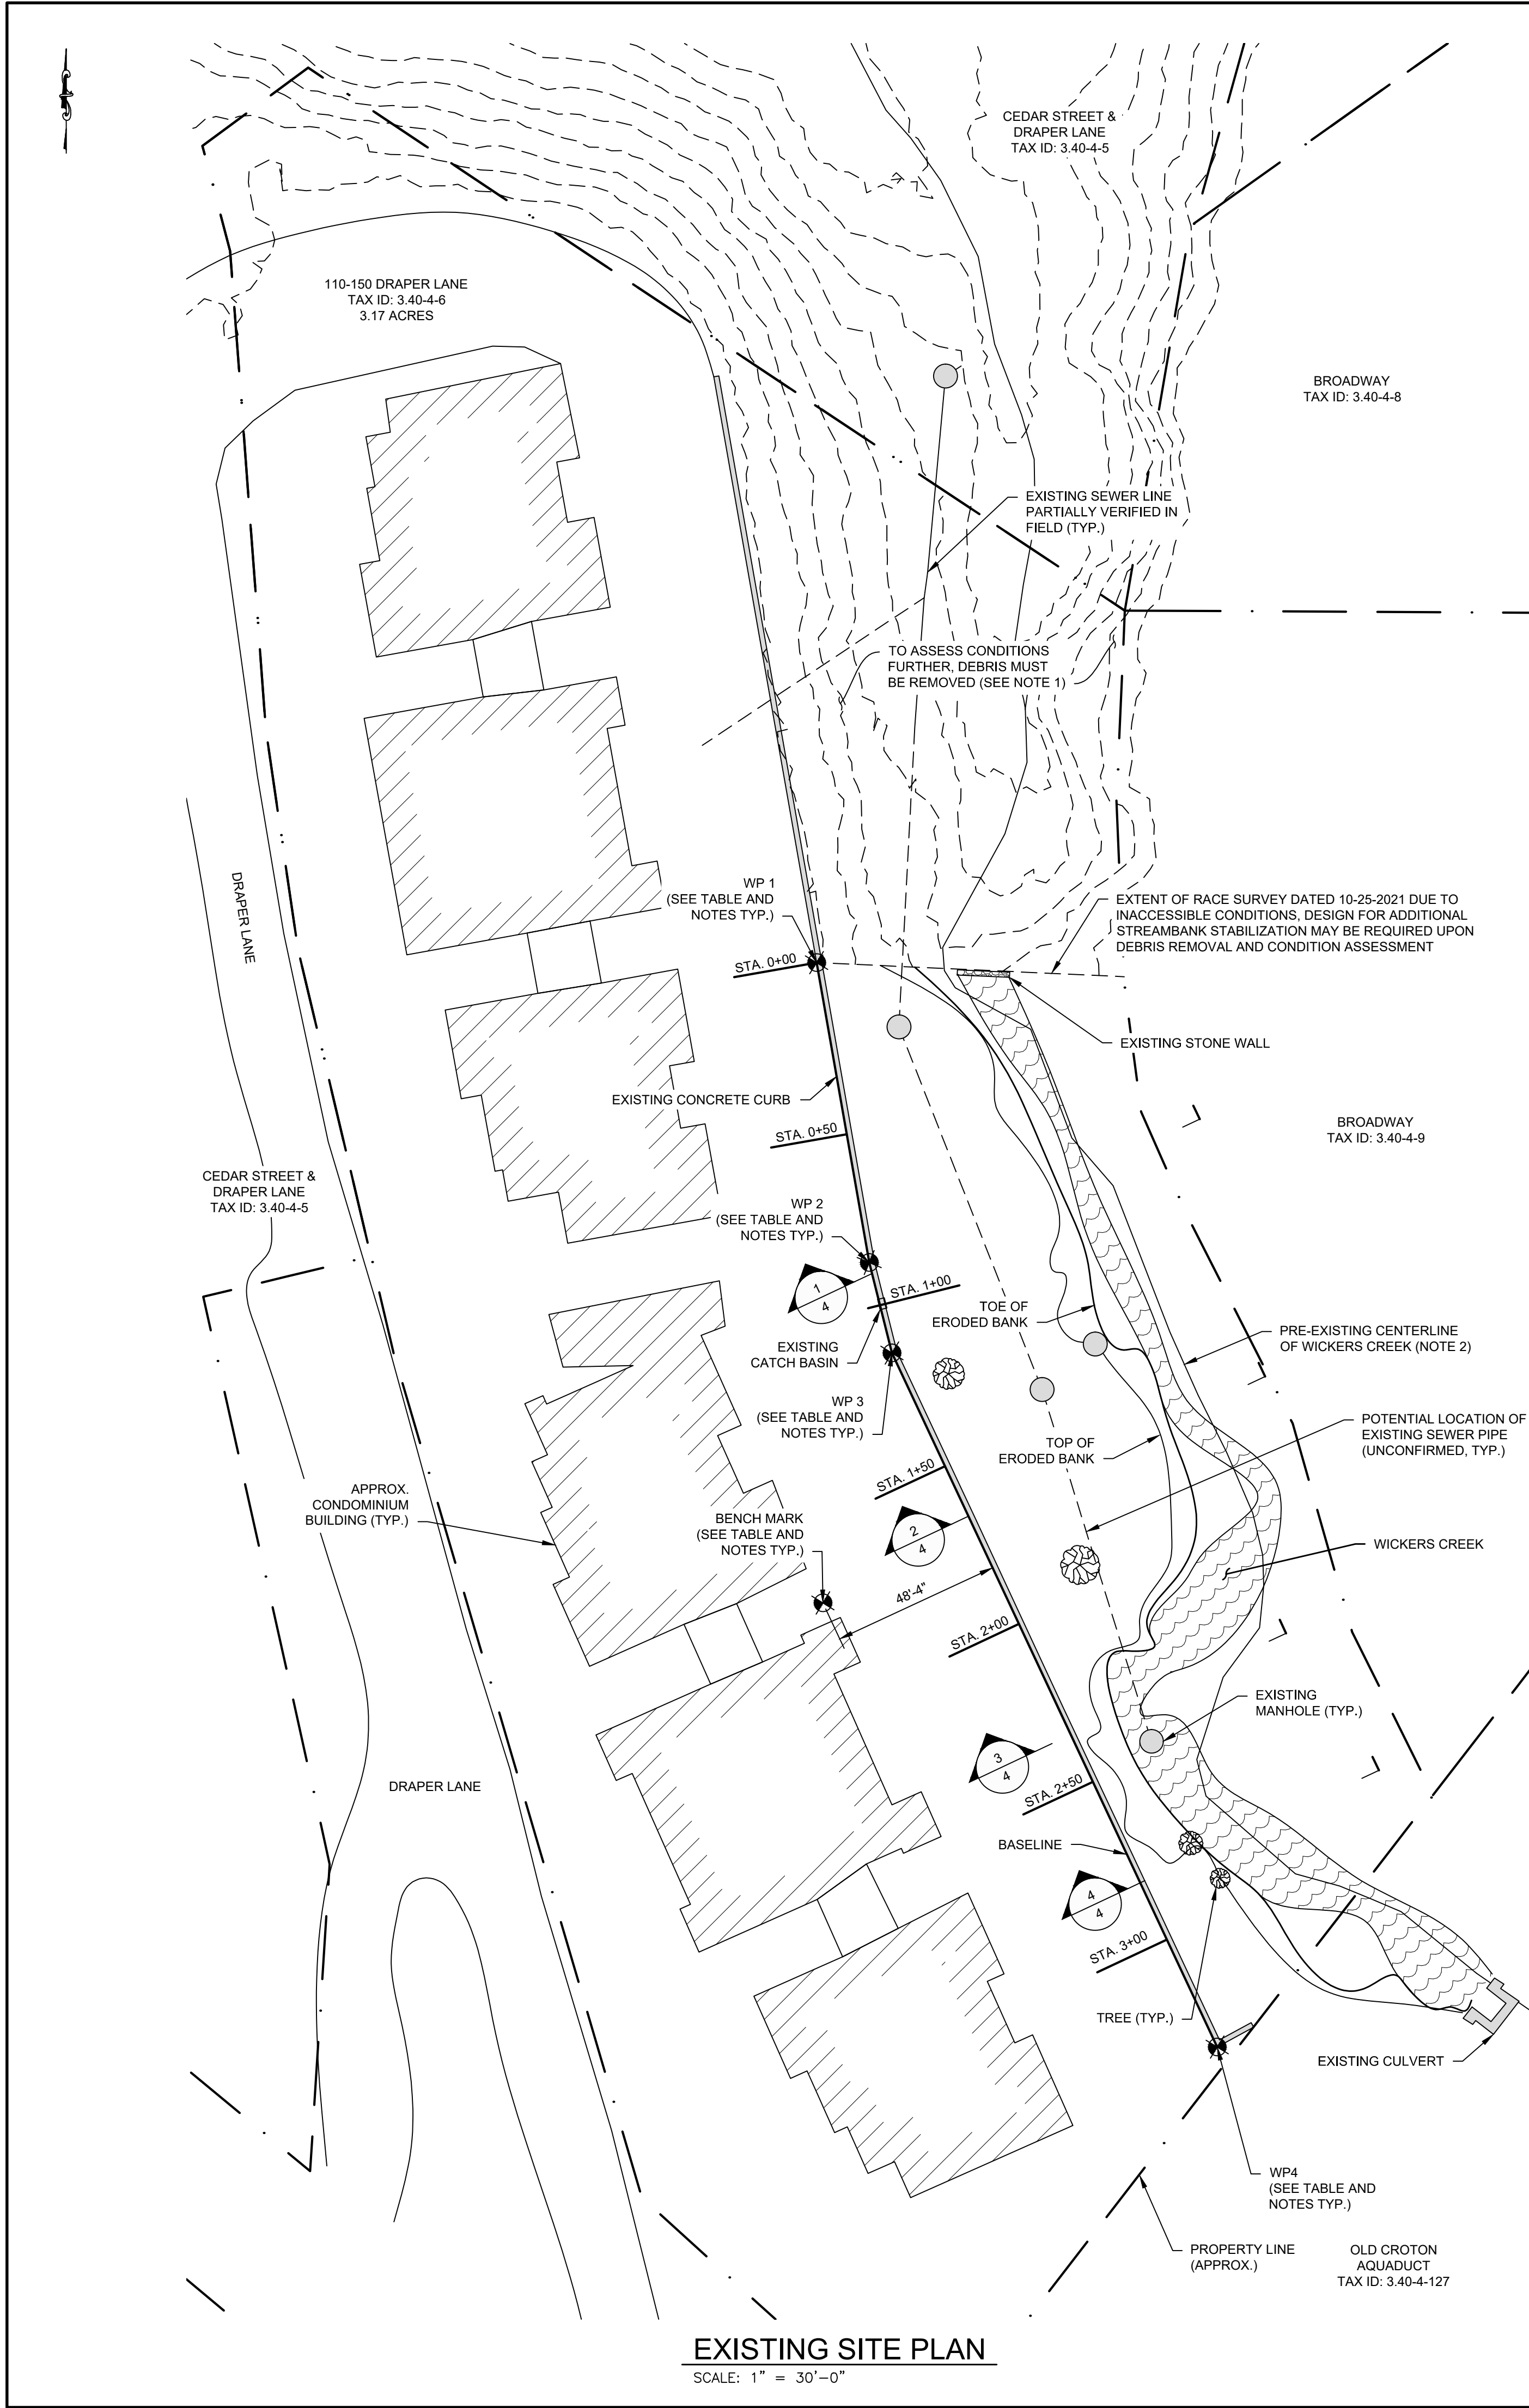 CEDAR STREET &
DRAPER LANE
TAX ID: 3.40-4-5
110-150 DRAPER LANE
TAX ID: 3.40-4-6
3.17 ACRES
BROADWAY
TAX ID: 3.40-4-8
EXISTING SEWER LINE
PARTIALLY VERIFIED IN
FIELD (TYP.)
TO ASSESS CONDITIONS
FURTHER, DEBRIS MUST
BE REMOVED (SEE NOTE 1)
DRAPER LANE
WP 1
(SEE TABLE AND
NOTES TYP.)
EXTENT OF RACE SURVEY DATED 10-25-2021 DUE TO
INACCESSIBLE CONDITIONS, DESIGN FOR ADDITIONAL
STREAMBANK STABILIZATION MAY BE REQUIRED UPON
DEBRIS REMOVAL AND CONDITION ASSESSMENT
STA. 0+00
EXISTING STONE WALL
EXISTING CONCRETE CURB
STA. 0+50
BROADWAY
TAX ID: 3.40-4-9
CEDAR STREET &
DRAPER LANE
TAX ID: 3.40-4-5
WP 2
(SEE TABLE AND
NOTES TYP.)
1
4
STA. 1+00
TOE OF
ERODED BANK
EXISTING
CATCH BASIN
PRE-EXISTING CENTERLINE
OF WICKERS CREEK (NOTE 2)
WP 3
(SEE TABLE AND
NOTES TYP.)
POTENTIAL LOCATION OF
EXISTING SEWER PIPE
(UNCONFIRMED, TYP.)
TOP OF
ERODED BANK
STA. 1+50
APPROX.
CONDOMINIUM
BUILDING (TYP.)
BENCH MARK
(SEE TABLE AND
NOTES TYP.)
2
4
WICKERS CREEK
48'-4"
STA. 2+00
EXISTING
MANHOLE (TYP.)
3
4
DRAPER LANE
STA. 2+50
BASELINE
4
4
STA. 3+00
TREE (TYP.)
EXISTING CULVERT
WP4
(SEE TABLE AND
NOTES TYP.)
PROPERTY LINE
(APPROX.)
OLD CROTON
AQUADUCT
TAX ID: 3.40-4-127
EXISTING SITE PLAN
SCALE: 1" = 30'-0"